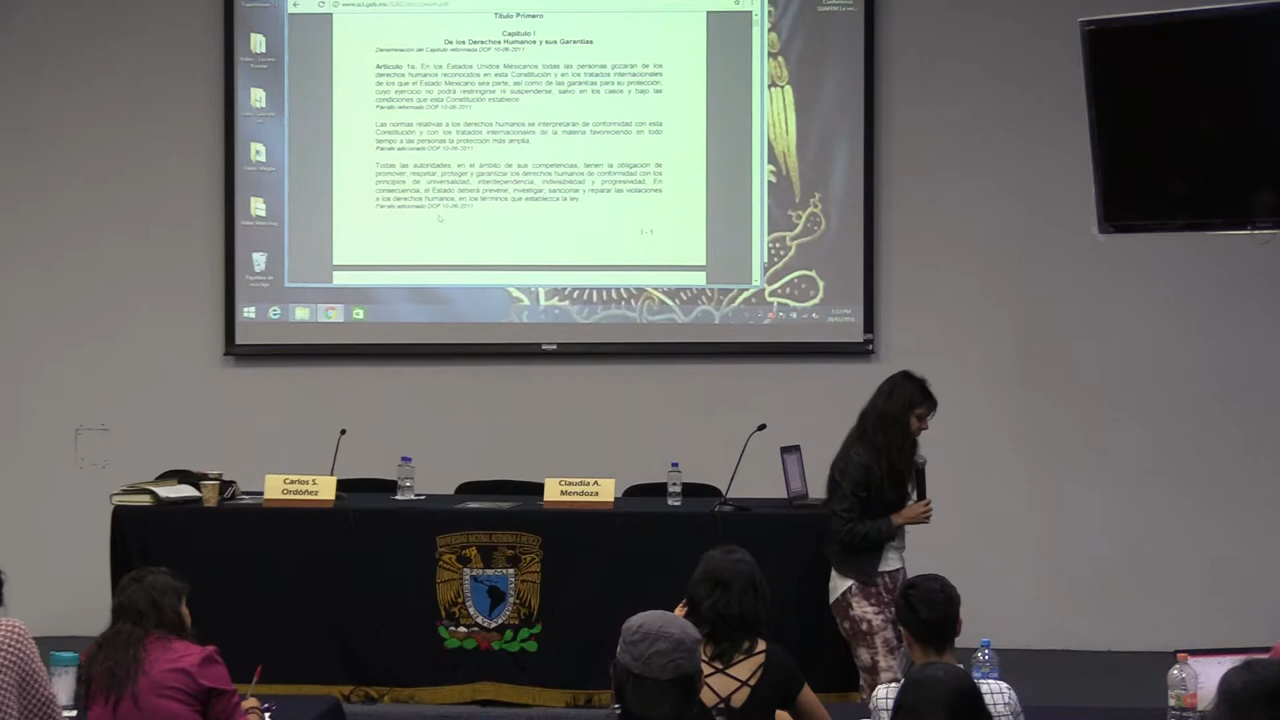 Título Primero
Capítulo I
De los Derechos Humanos y sus Garantías
Denominación del Capítulo reformada DOF 10-06-2011
Artículo 1o. En los Estados Unidos Mexicanos todas las personas gozarán de los
derechos humanos reconocidos en esta Constitución y en los tratados internacionales
de los que el Estado Mexicano sea parte, así como de las garantías para su protección,
cuyo ejercicio no podrá restringirse ni suspenderse, salvo en los casos y bajo las
condiciones que esta Constitución establece.
Párrafo reformado DOF 10-06-2011
Las normas relativas a los derechos humanos se interpretarán de conformidad con esta
Constitución y con los tratados internacionales de la materia favoreciendo en todo
tiempo a las personas la protección más amplia.
Párrafo adicionado DOF 10-06-2011
Todas las autoridades, en el ámbito de sus competencias, tienen la obligación de
promover, respetar, proteger y garantizar los derechos humanos de conformidad con los
principios de universalidad, interdependencia, indivisibilidad y progresividad. En
consecuencia, el Estado deberá prevenir, investigar, sancionar y reparar las violaciones
a los derechos humanos, en los términos que establezca la ley.
Párrafo adicionado DOF 10-06-2011
I - 1
Papelera de
reciclaje
Carlos S.
Ordóñez
Claudia A.
Mendoza